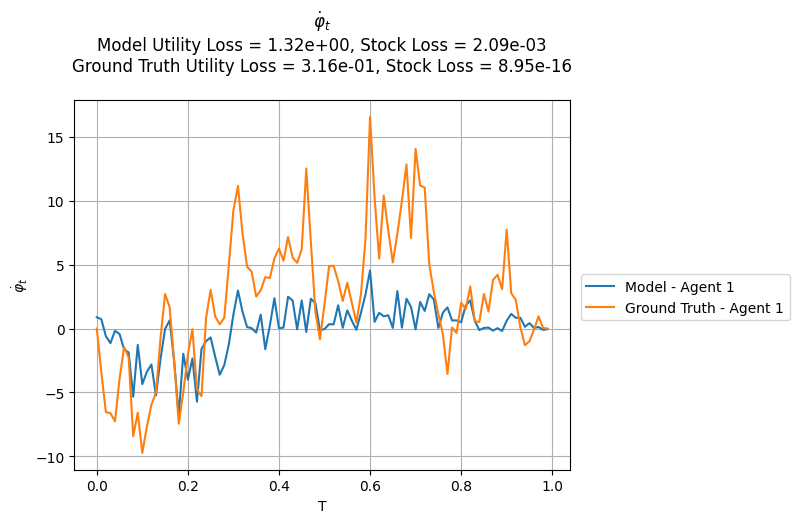 φ̇ₜ
Model Utility Loss = 1.32e+00, Stock Loss = 2.09e-03
Ground Truth Utility Loss = 3.16e-01, Stock Loss = 8.95e-16
15
10
5
0
−5
−10
φ̇ₜ
0.0 0.2 0.4 0.6 0.8 1.0
T
Model - Agent 1
Ground Truth - Agent 1